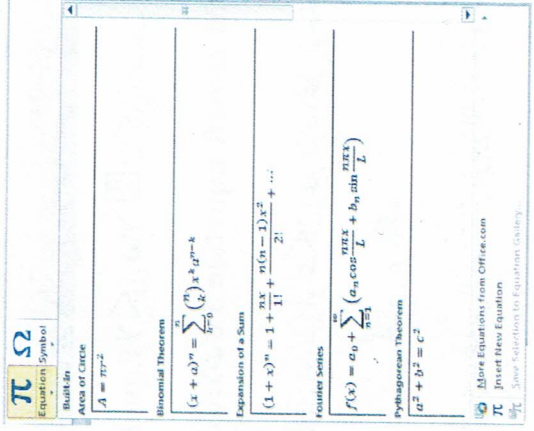 π Ω
Equation Symbol
Built-In
Area of Circle
A = πr²
Binomial Theorem
(x + a)ⁿ = ∑ₖ₌₀ⁿ (n k) xᵏ aⁿ⁻ᵏ
Expansion of a Sum
(1 + x)ⁿ = 1 + nx/1! + n(n − 1)x²/2! + ⋯
Fourier Series
f(x) = a₀ + ∑ₙ₌₁^∞ (aₙ cos nπx/L + bₙ sin nπx/L)
Pythagorean Theorem
a² + b² = c²
More Equations from Office.com
π Insert New Equation
Save Selection to Equation Gallery...